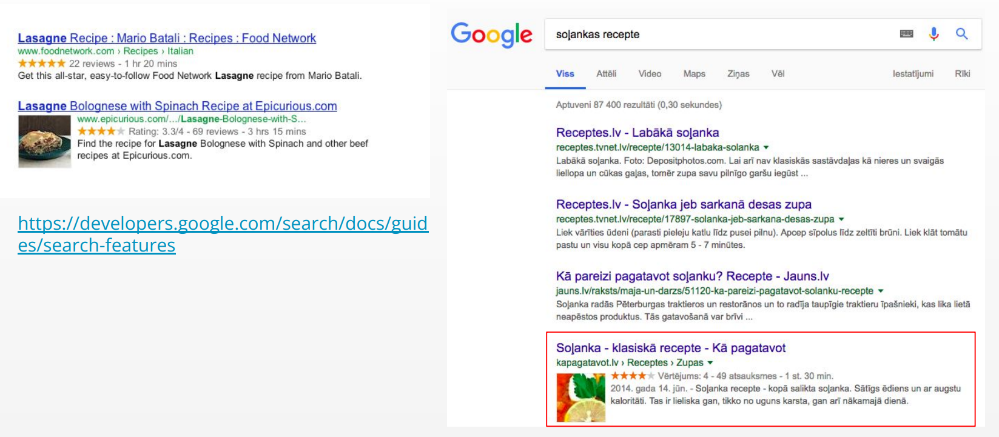 Lasagne Recipe : Mario Batali : Recipes : Food Network
www.foodnetwork.com › Recipes › Italian
22 reviews - 1 hr 20 mins
Get this all-star, easy-to-follow Food Network Lasagne recipe from Mario Batali.
Lasagne Bolognese with Spinach Recipe at Epicurious.com
www.epicurious.com/.../Lasagne-Bolognese-with-S...
Rating: 3.3/4 - 69 reviews - 3 hrs 15 mins
Find the recipe for Lasagne Bolognese with Spinach and other beef
recipes at Epicurious.com.
https://developers.google.com/search/docs/guid
es/search-features
Google
soļankas recepte
Viss Attēli Video Maps Ziņas Vēl Iestatījumi Rīki
Aptuveni 87 400 rezultāti (0,30 sekundes)
Receptes.lv - Labākā soļanka
receptes.tvnet.lv/recepte/13014-labaka-solanka
Labākā soļanka. Foto: Depositphotos.com. Lai arī nav klasiskās sastāvdaļas kā nieres un svaigās
liellopa un cūkas gaļas, tomēr zupa savu pilnīgo garšu iegūst ...
Receptes.lv - Soļanka jeb sarkanā desas zupa
receptes.tvnet.lv/recepte/17897-solanka-jeb-sarkana-desas-zupa
Liek vārīties ūdeni (parasti pieleju katlu līdz pusei pilnu). Apcep sīpolus līdz zeltīti brūni. Liek klāt tomātu
pastu un visu kopā cep apmēram 5 - 7 minūtes.
Kā pareizi pagatavot soļanku? Recepte - Jauns.lv
jauns.lv/raksts/maja-un-darzs/51120-ka-pareizi-pagatavot-solanku-recepte
Soļanka radās Pēterburgas traktieros un restorānos un to radīja taupīgie traktieru īpašnieki, kas lika lietā
neapēstos produktus. Tās gatavošanā var brīvi ...
Soļanka - klasiskā recepte - Kā pagatavot
kapagatavot.lv › Receptes › Zupas
Vērtējums: 4 - 49 atsauksmes - 1 st. 30 min.
2014. gada 14. jūn. - Soļanka recepte - kopā salikta soļanka. Sātīgs ēdiens un ar augstu
kaloritāti. Tas ir lieliska gan, tikko no uguns karsta, gan arī nākamajā dienā.